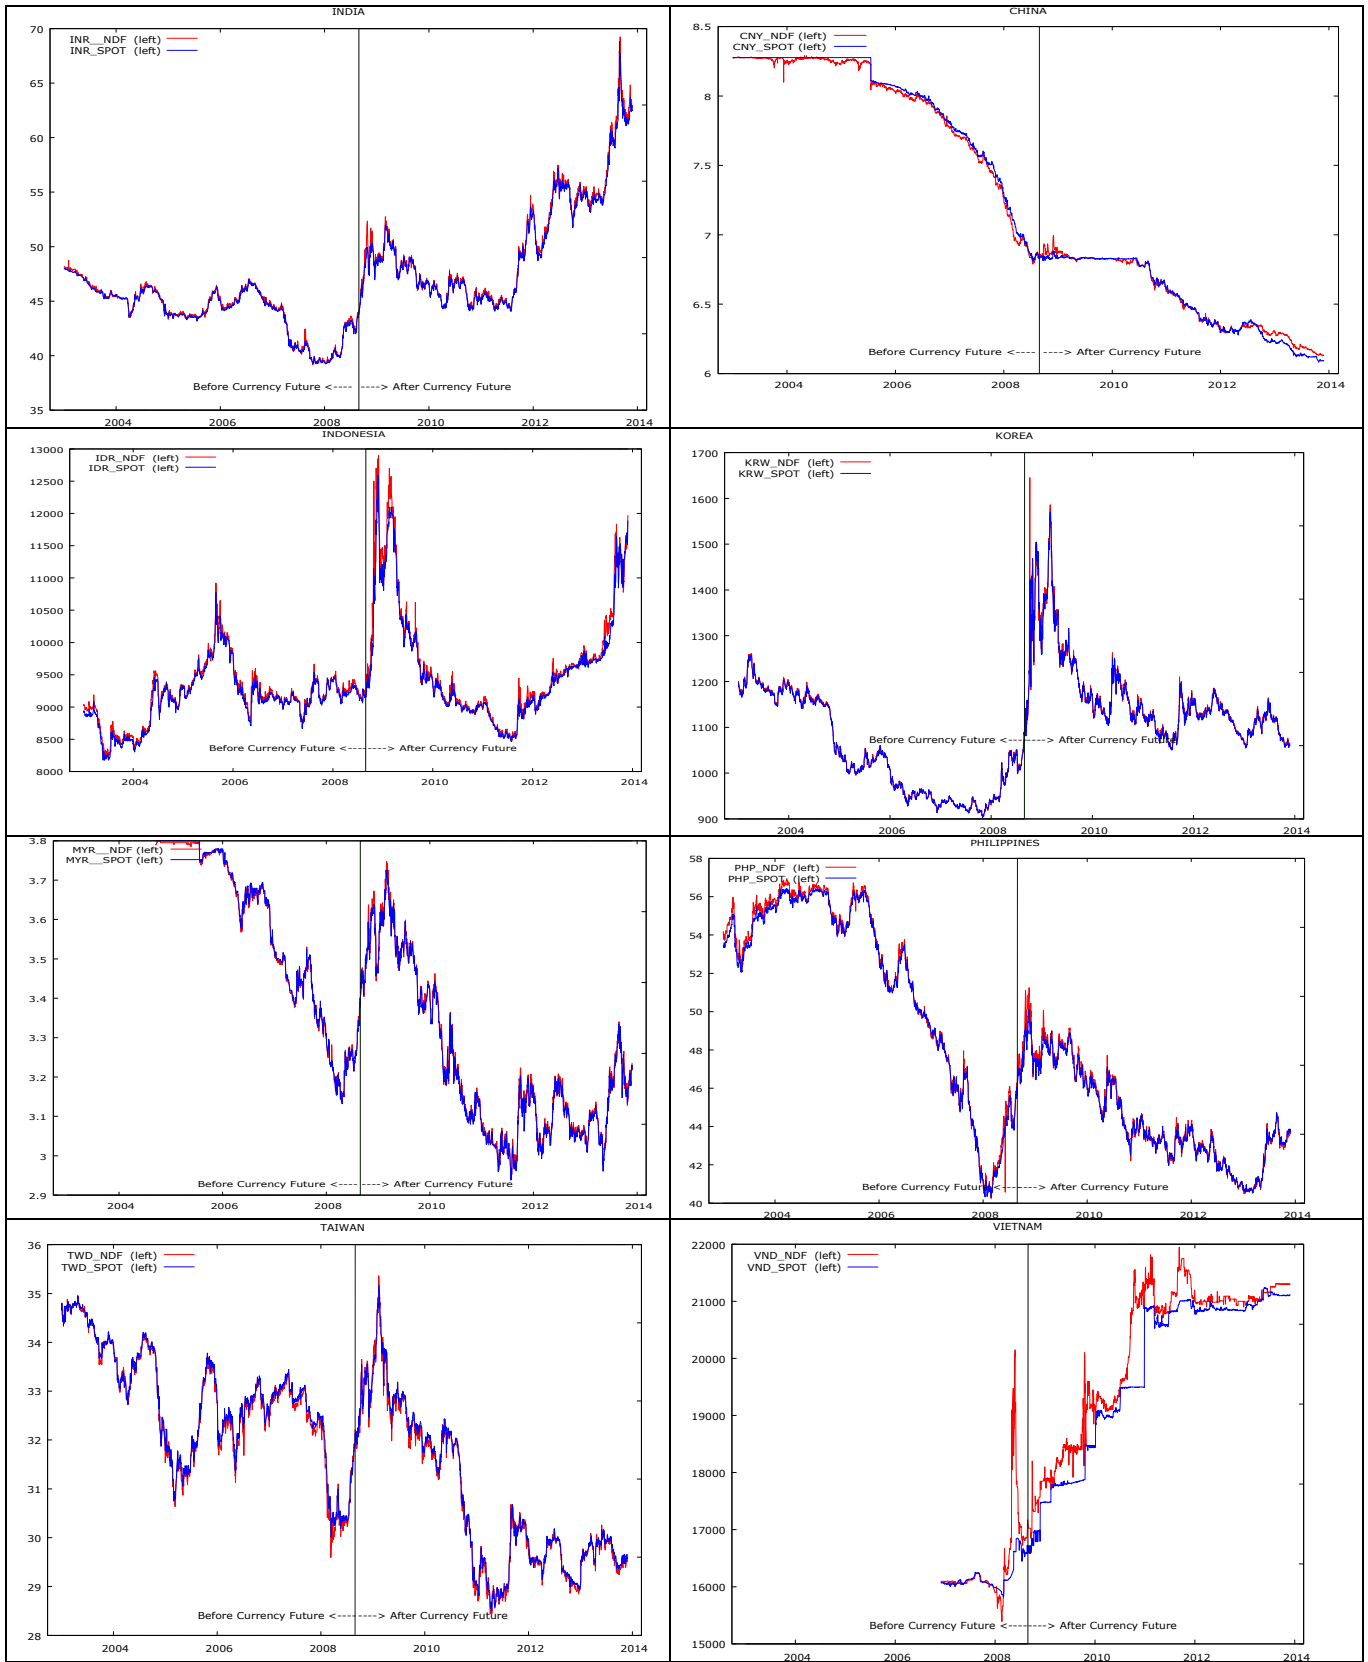 INDIA
INR__NDF (left)
INR_SPOT (left)
70
65
60
55
50
45
40
35
Before Currency Future <---- ----> After Currency Future
2004 2006 2008 2010 2012 2014
CHINA
CNY_NDF (left)
CNY_SPOT (left)
8.5
8
7.5
7
6.5
6
Before Currency Future <---- ----> After Currency Future
2004 2006 2008 2010 2012 2014
INDONESIA
IDR_NDF (left)
IDR_SPOT (left)
13000
12500
12000
11500
11000
10500
10000
9500
9000
8500
8000
Before Currency Future <---------> After Currency Future
2004 2006 2008 2010 2012 2014
KOREA
KRW_NDF (left)
KRW_SPOT (left)
1700
1600
1500
1400
1300
1200
1100
1000
900
Before Currency Future <---------> After Currency Future
2004 2006 2008 2010 2012 2014
MYR__NDF (left)
MYR__SPOT (left)
3.8
3.7
3.6
3.5
3.4
3.3
3.2
3.1
3
2.9
Before Currency Future <---- ----> After Currency Future
2004 2006 2008 2010 2012 2014
PHILIPPINES
PHP_NDF (left)
PHP_SPOT (left)
58
56
54
52
50
48
46
44
42
40
Before Currency Future <---------> After Currency Future
2004 2006 2008 2010 2012 2014
TAIWAN
TWD_NDF (left)
TWD_SPOT (left)
36
35
34
33
32
31
30
29
28
Before Currency Future <---------> After Currency Future
2004 2006 2008 2010 2012 2014
VIETNAM
VND_NDF (left)
VND_SPOT (left)
22000
21000
20000
19000
18000
17000
16000
15000
Before Currency Future <---------> After Currency Future
2004 2006 2008 2010 2012 2014